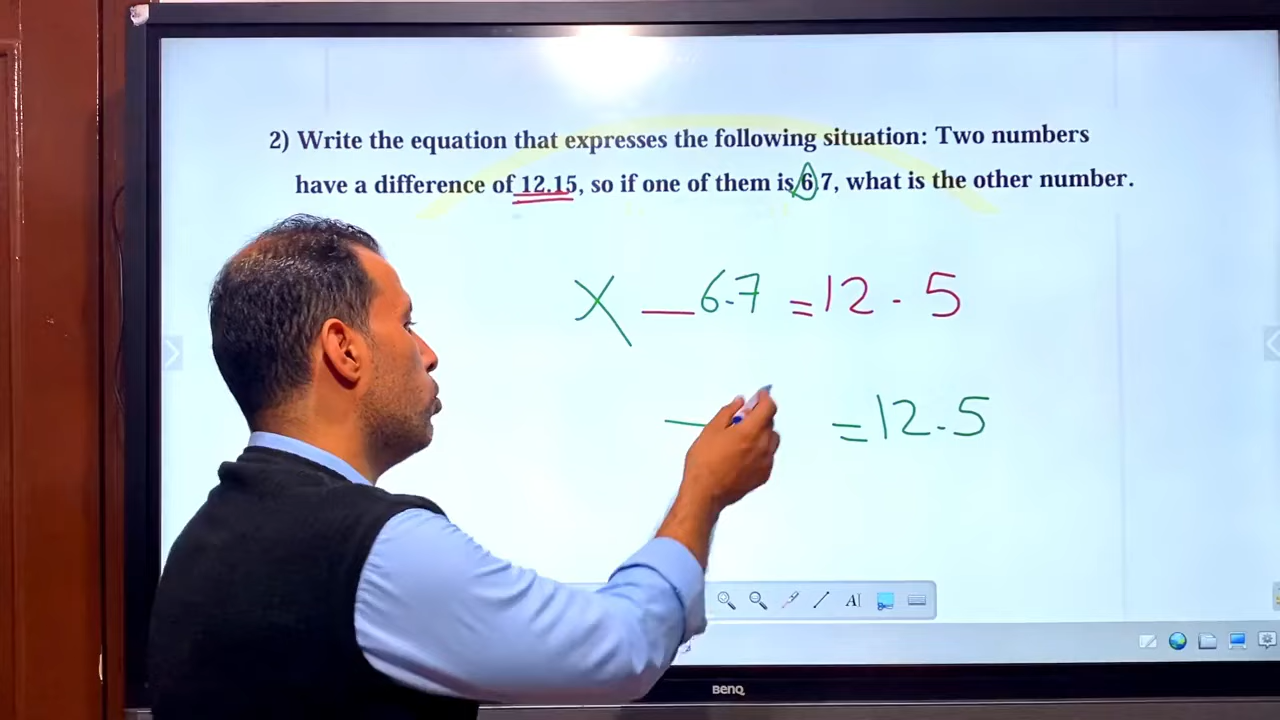 2) Write the equation that expresses the following situation: Two numbers
have a difference of 12.15, so if one of them is 6.7, what is the other number.
X — 6.7 = 12 . 5
— = 12.5
A
BENQ